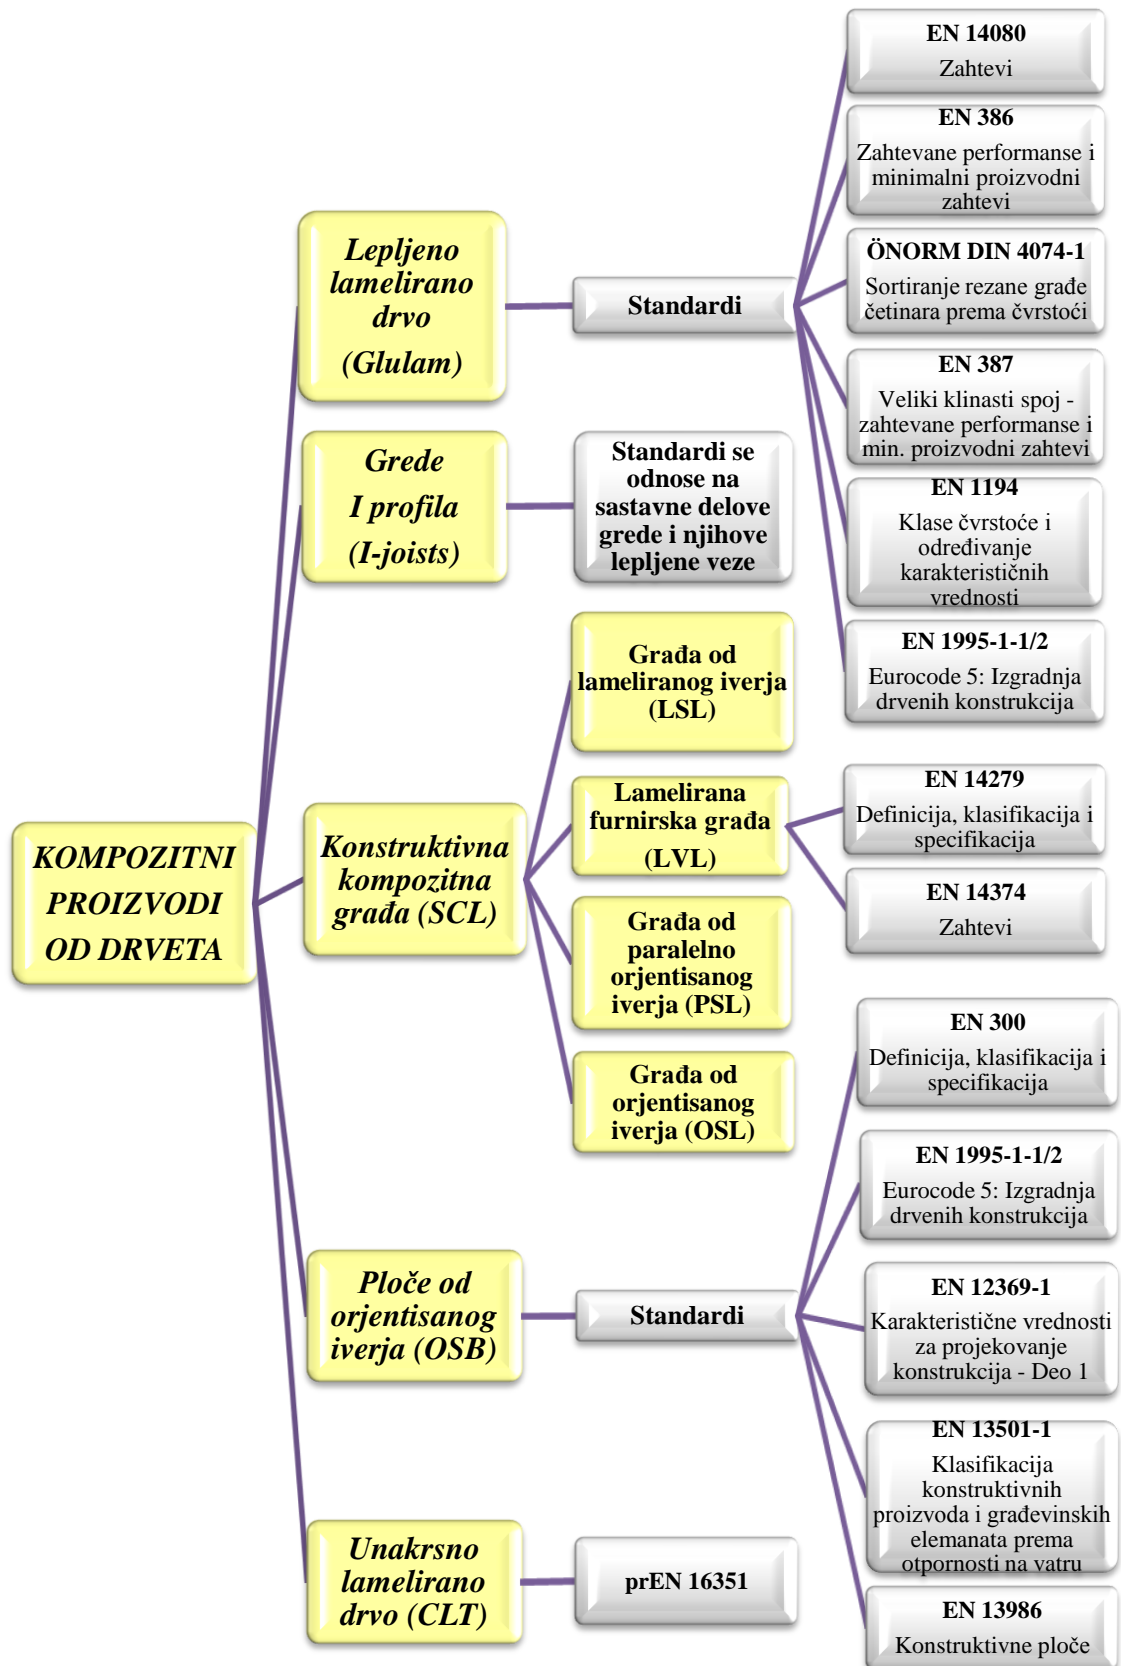 KOMPOZITNI
PROIZVODI
OD DRVETA
Lepljeno
lamelirano
drvo
(Glulam)
Standardi
EN 14080
Zahtevi
EN 386
Zahtevane performanse i
minimalni proizvodni
zahtevi
ÖNORM DIN 4074-1
Sortiranje rezane građe
četinara prema čvrstoći
EN 387
Veliki klinasti spoj -
zahtevane performanse i
min. proizvodni zahtevi
EN 1194
Klase čvrstoće i
određivanje
karakterističnih
vrednosti
EN 1995-1-1/2
Eurocode 5: Izgradnja
drvenih konstrukcija
Grede
I profila
(I-joists)
Standardi se
odnose na
sastavne delove
grede i njihove
lepljene veze
Konstruktivna
kompozitna
građa (SCL)
Građa od
lameliranog iverja
(LSL)
Lamelirana
furnirska građa
(LVL)
EN 14279
Definicija, klasifikacija i
specifikacija
EN 14374
Zahtevi
Građa od
paralelno
orjentisanog
iverja (PSL)
Građa od
orjentisanog
iverja (OSL)
Ploče od
orjentisanog
iverja (OSB)
Standardi
EN 300
Definicija, klasifikacija i
specifikacija
EN 1995-1-1/2
Eurocode 5: Izgradnja
drvenih konstrukcija
EN 12369-1
Karakteristične vrednosti
za projekovanje
konstrukcija - Deo 1
EN 13501-1
Klasifikacija
konstruktivnih
proizvoda i građevinskih
elemanata prema
otpornosti na vatru
EN 13986
Konstruktivne ploče
Unakrsno
lamelirano
drvo (CLT)
prEN 16351